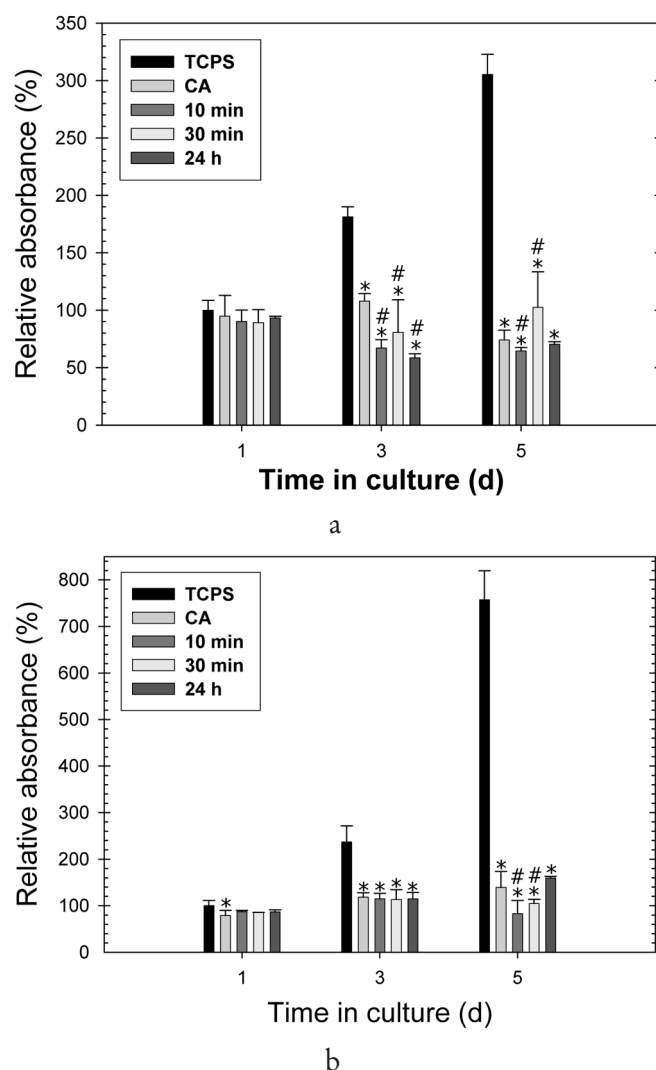 350
300
250
200
150
100
50
0
Relative absorbance (%)
TCPS
CA
10 min
30 min
24 h
* # * # * # *
* # * # * *
1 3 5
Time in culture (d)
a
800
700
600
500
400
300
200
100
0
Relative absorbance (%)
TCPS
CA
10 min
30 min
24 h
*
* * * *
* # * # * *
1 3 5
Time in culture (d)
b